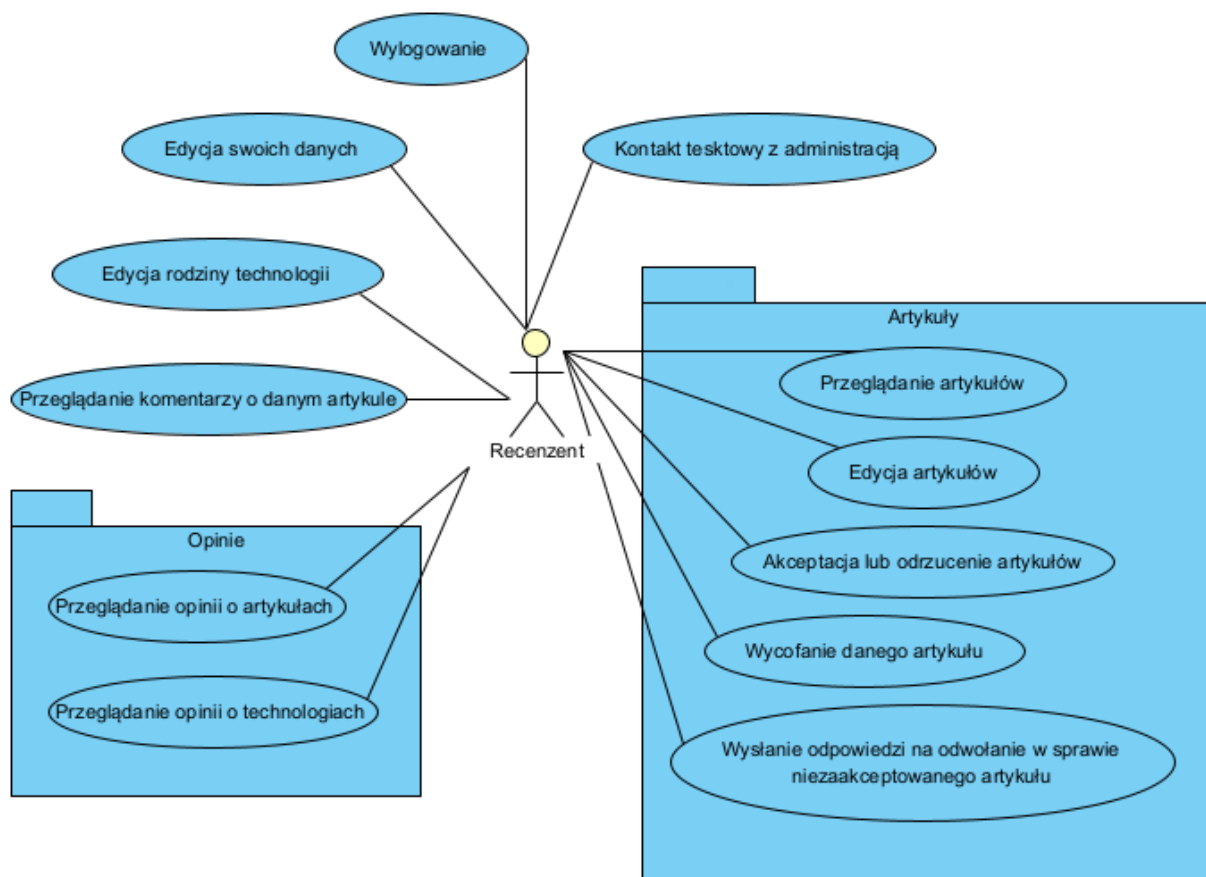 Wylogowanie
Edycja swoich danych
Kontakt tesktowy z administracją
Edycja rodziny technologii
Artykuły
Przeglądanie artykułów
Przeglądanie komentarzy o danym artykule
Recenzent
Edycja artykułów
Opinie
Akceptacja lub odrzucenie artykułów
Przeglądanie opinii o artykułach
Wycofanie danego artykułu
Przeglądanie opinii o technologiach
Wysłanie odpowiedzi na odwołanie w sprawie
niezaakceptowanego artykułu